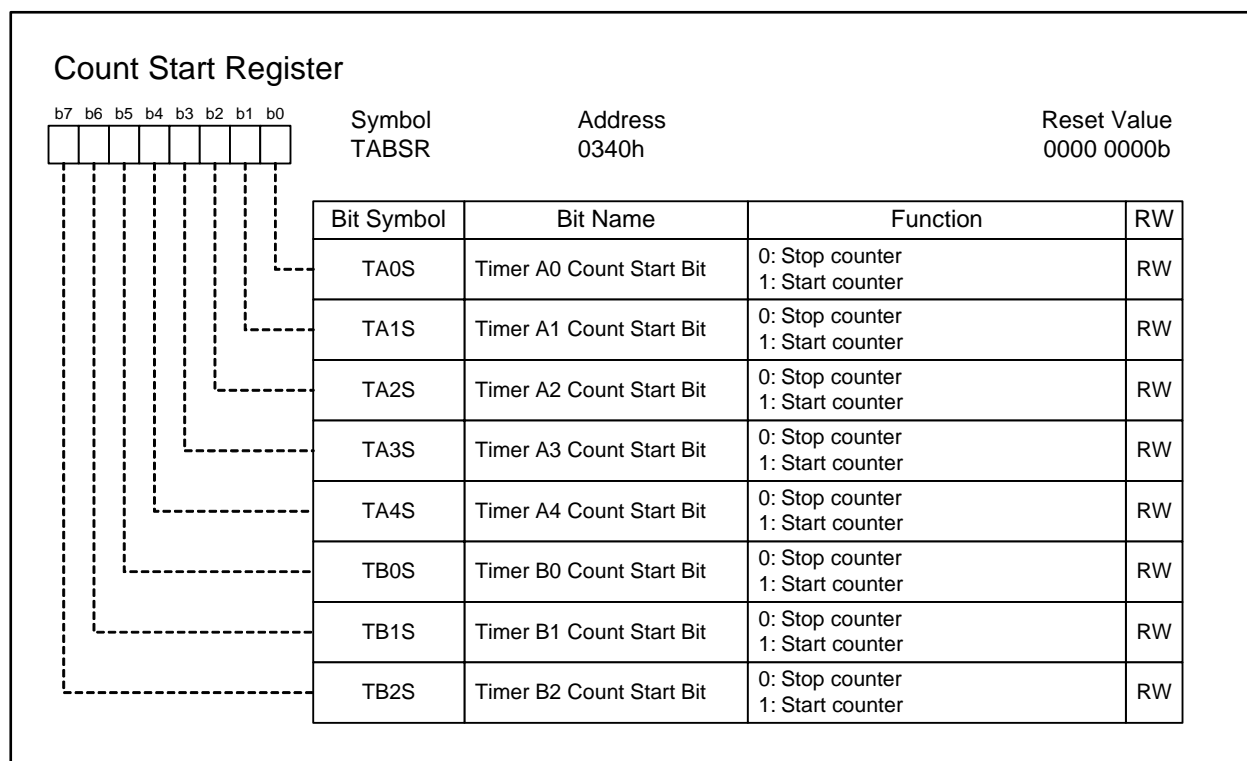 Count Start Register
b7 b6 b5 b4 b3 b2 b1 b0
Symbol Address Reset Value
TABSR 0340h 0000 0000b
Bit Symbol Bit Name Function RW
TA0S Timer A0 Count Start Bit 0: Stop counter
1: Start counter RW
TA1S Timer A1 Count Start Bit 0: Stop counter
1: Start counter RW
TA2S Timer A2 Count Start Bit 0: Stop counter
1: Start counter RW
TA3S Timer A3 Count Start Bit 0: Stop counter
1: Start counter RW
TA4S Timer A4 Count Start Bit 0: Stop counter
1: Start counter RW
TB0S Timer B0 Count Start Bit 0: Stop counter
1: Start counter RW
TB1S Timer B1 Count Start Bit 0: Stop counter
1: Start counter RW
TB2S Timer B2 Count Start Bit 0: Stop counter
1: Start counter RW